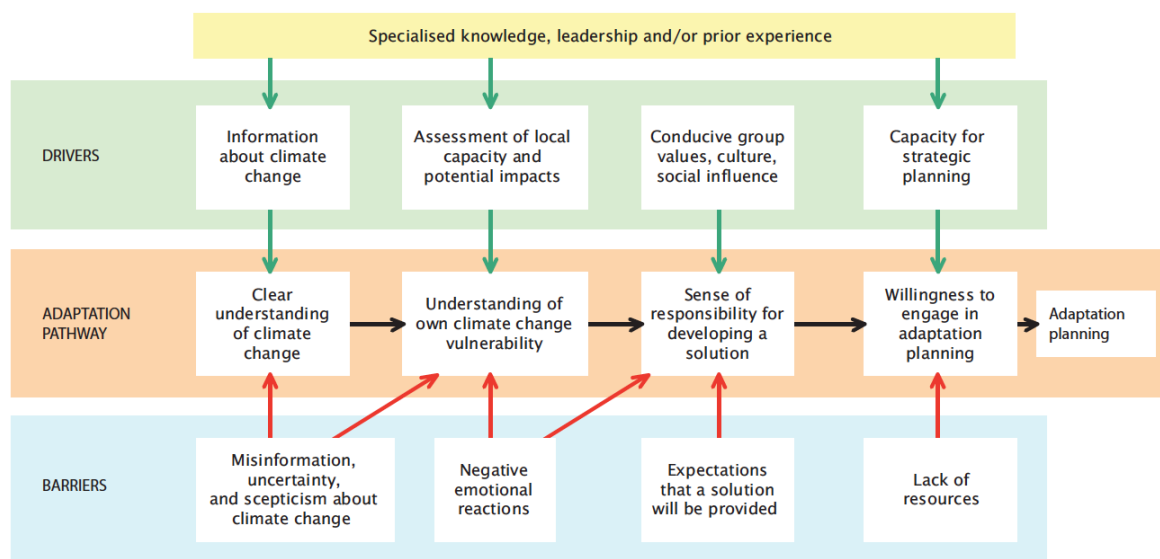 Specialised knowledge, leadership and/or prior experience
DRIVERS
Information
about climate
change
Assessment of local
capacity and
potential impacts
Conducive group
values, culture,
social influence
Capacity for
strategic
planning
ADAPTATION
PATHWAY
Clear
understanding
of climate
change
Understanding of
own climate change
vulnerability
Sense of
responsibility for
developing a
solution
Willingness to
engage in
adaptation
planning
Adaptation
planning
BARRIERS
Misinformation,
uncertainty,
and scepticism about
climate change
Negative
emotional
reactions
Expectations
that a solution
will be provided
Lack of
resources